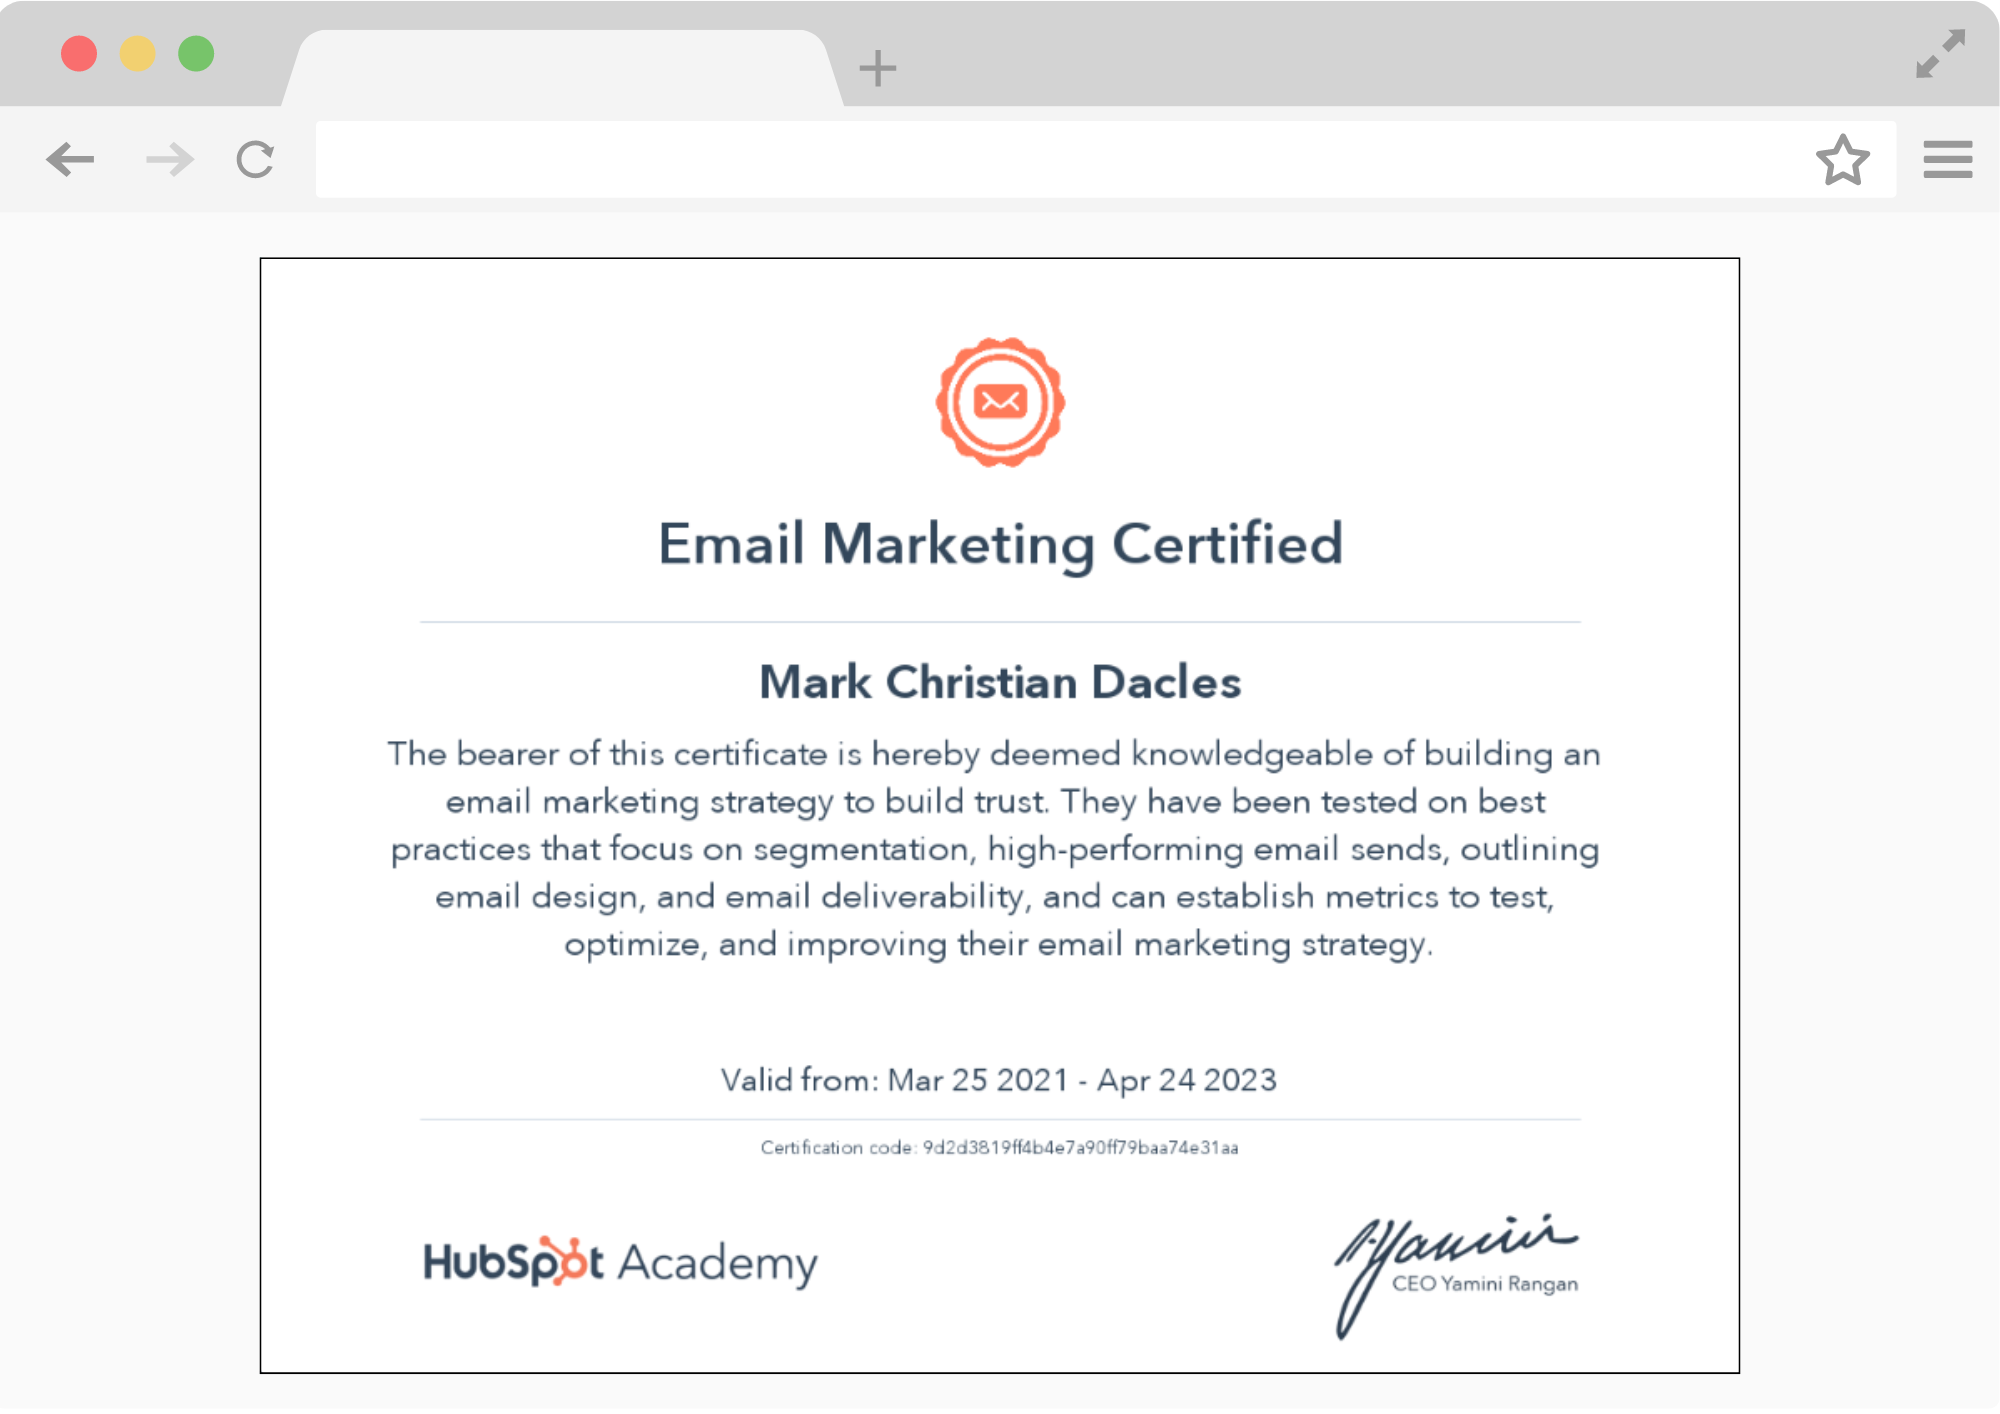 Email Marketing Certified
Mark Christian Dacles
The bearer of this certificate is hereby deemed knowledgeable of building an
email marketing strategy to build trust. They have been tested on best
practices that focus on segmentation, high-performing email sends, outlining
email design, and email deliverability, and can establish metrics to test,
optimize, and improving their email marketing strategy.
Valid from: Mar 25 2021 - Apr 24 2023
Certification code: 9d2d3819ff4b4e7a90ff79baa74e31aa
HubSpot Academy
Yamini
CEO Yamini Rangan